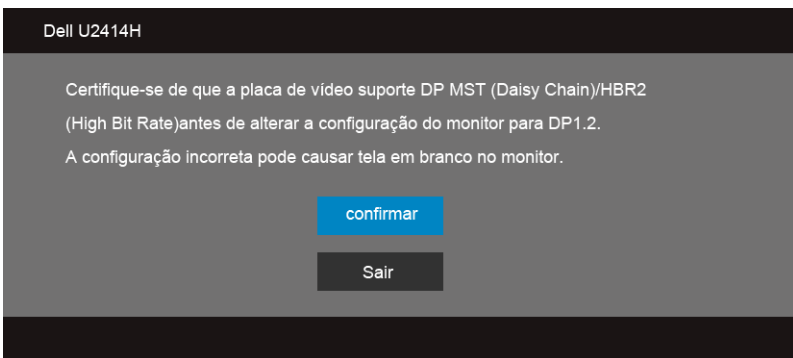 Dell U2414H
Certifique-se de que a placa de vídeo suporte DP MST (Daisy Chain)/HBR2
(High Bit Rate)antes de alterar a configuração do monitor para DP1.2.
A configuração incorreta pode causar tela em branco no monitor.
confirmar
Sair